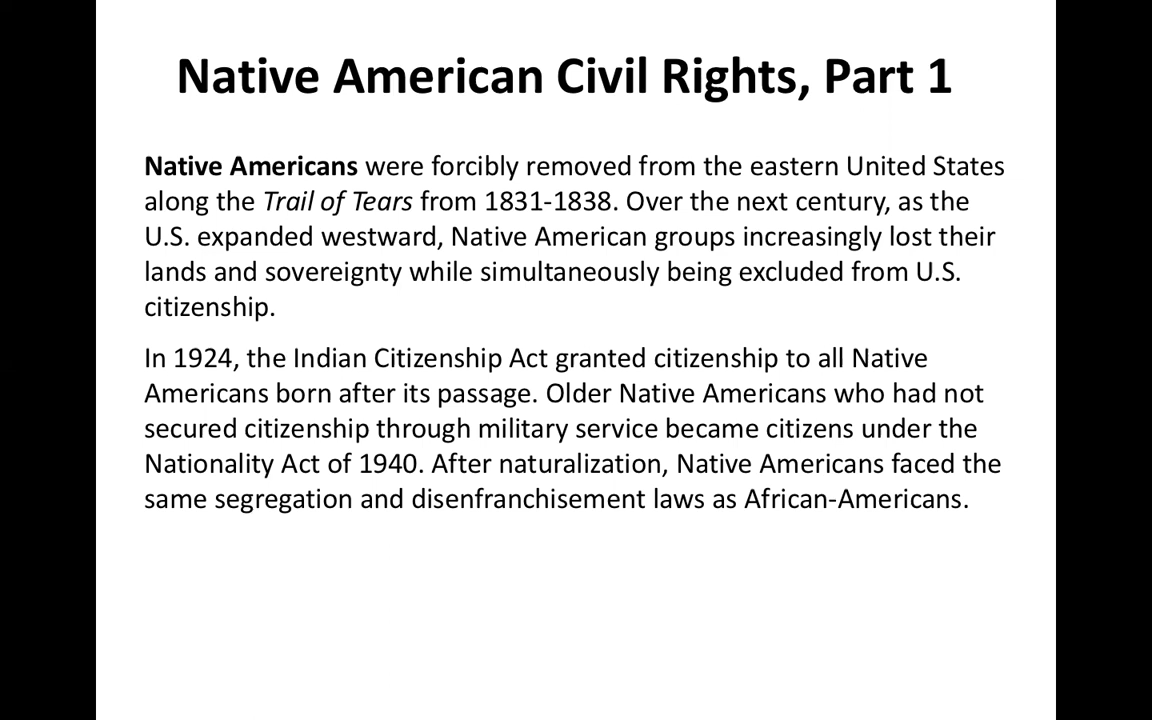 Native American Civil Rights, Part 1
Native Americans were forcibly removed from the eastern United States
along the Trail of Tears from 1831-1838. Over the next century, as the
U.S. expanded westward, Native American groups increasingly lost their
lands and sovereignty while simultaneously being excluded from U.S.
citizenship.
In 1924, the Indian Citizenship Act granted citizenship to all Native
Americans born after its passage. Older Native Americans who had not
secured citizenship through military service became citizens under the
Nationality Act of 1940. After naturalization, Native Americans faced the
same segregation and disenfranchisement laws as African-Americans.